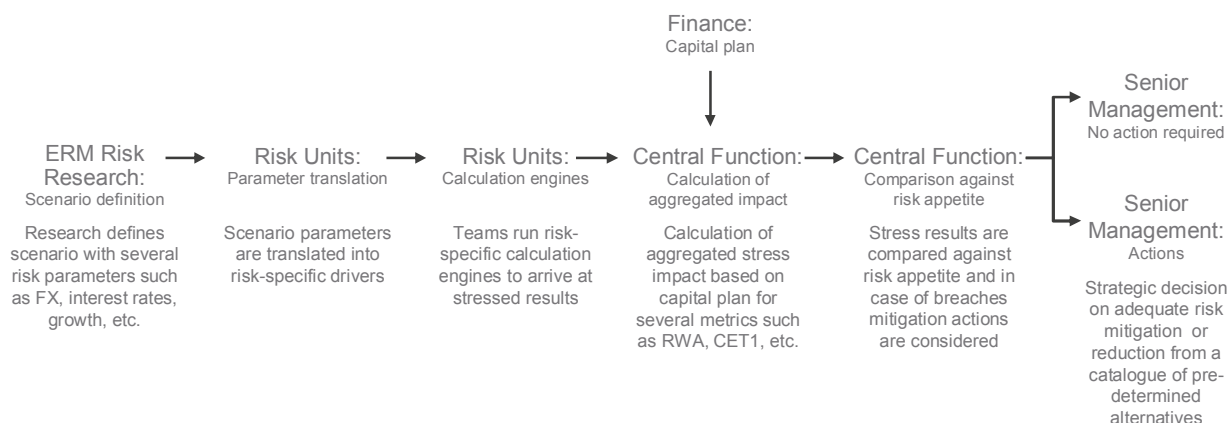 Finance:
Capital plan
ERM Risk
Research:
Scenario definition
Research defines
scenario with several
risk parameters such
as FX, interest rates,
growth, etc.
Risk Units:
Parameter translation
Scenario parameters
are translated into
risk-specific drivers
Risk Units:
Calculation engines
Teams run risk-
specific calculation
engines to arrive at
stressed results
Central Function:
Calculation of
aggregated impact
Calculation of
aggregated stress
impact based on
capital plan for
several metrics such
as RWA, CET1, etc.
Central Function:
Comparison against
risk appetite
Stress results are
compared against
risk appetite and in
case of breaches
mitigation actions
are considered
Senior
Management:
No action required
Senior
Management:
Actions
Strategic decision
on adequate risk
mitigation or
reduction from a
catalogue of pre-
determined
alternatives